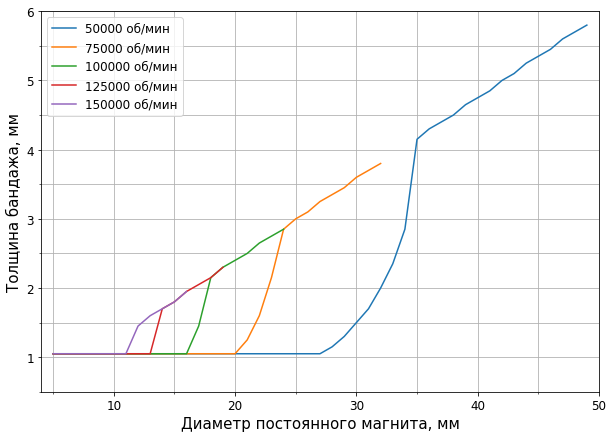 6
50000 об/мин
75000 об/мин
100000 об/мин
125000 об/мин
150000 об/мин
5
4
3
2
1
Толщина бандажа, мм
10 20 30 40 50
Диаметр постоянного магнита, мм